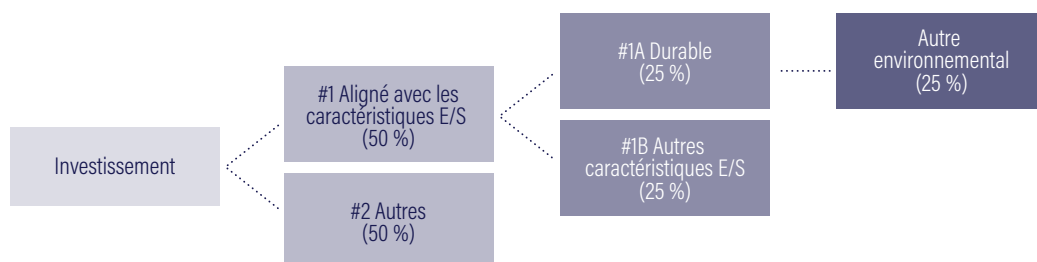 Investissement
#1 Aligné avec les
caractéristiques E/S
(50 %)
#2 Autres
(50 %)
#1A Durable
(25 %)
#1B Autres
caractéristiques E/S
(25 %)
Autre
environnemental
(25 %)